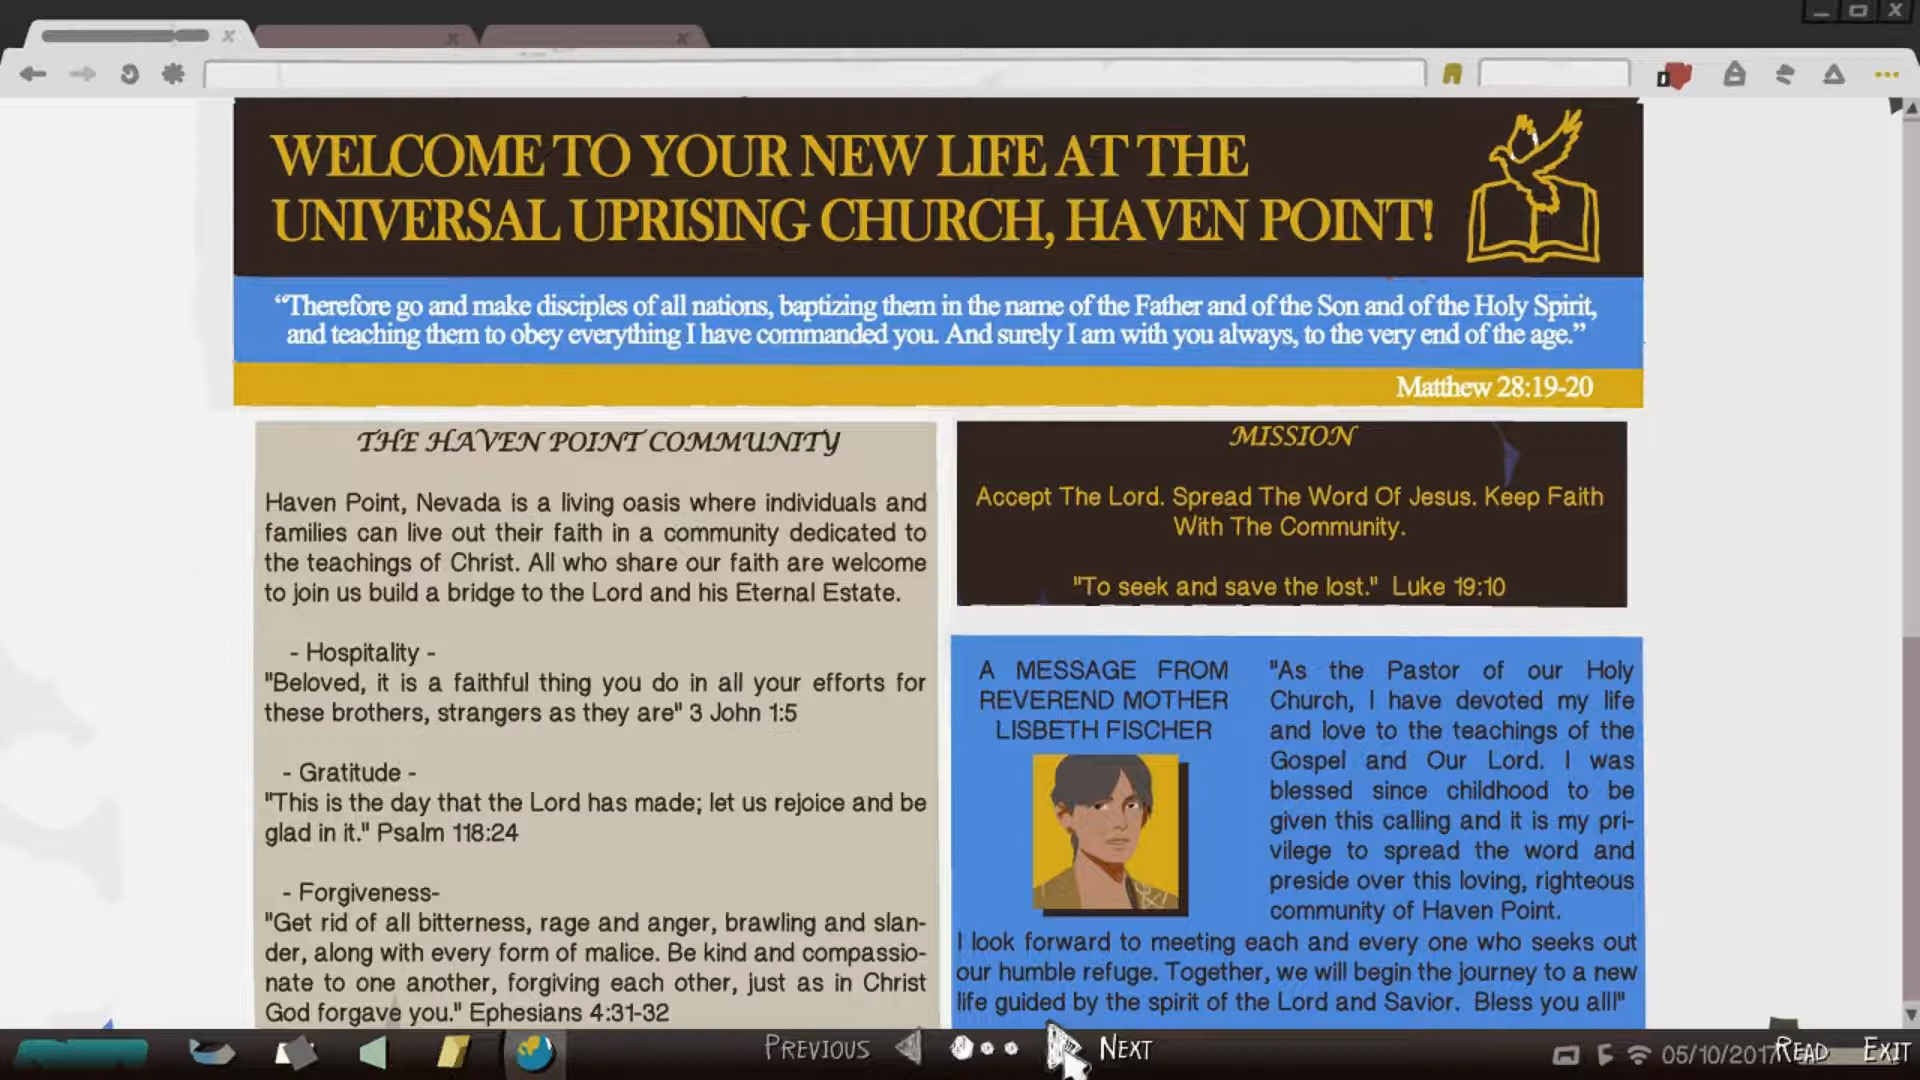 WELCOME TO YOUR NEW LIFE AT THE
UNIVERSAL UPRISING CHURCH, HAVEN POINT!
“Therefore go and make disciples of all nations, baptizing them in the name of the Father and of the Son and of the Holy Spirit,
and teaching them to obey everything I have commanded you. And surely I am with you always, to the very end of the age.”
Matthew 28:19-20
THE HAVEN POINT COMMUNITY
Haven Point, Nevada is a living oasis where individuals and
families can live out their faith in a community dedicated to
the teachings of Christ. All who share our faith are welcome
to join us build a bridge to the Lord and his Eternal Estate.
- Hospitality -
"Beloved, it is a faithful thing you do in all your efforts for
these brothers, strangers as they are" 3 John 1:5
- Gratitude -
"This is the day that the Lord has made; let us rejoice and be
glad in it." Psalm 118:24
- Forgiveness-
"Get rid of all bitterness, rage and anger, brawling and slan-
der, along with every form of malice. Be kind and compassio-
nate to one another, forgiving each other, just as in Christ
God forgave you." Ephesians 4:31-32
MISSION
Accept The Lord. Spread The Word Of Jesus. Keep Faith
With The Community.
"To seek and save the lost." Luke 19:10
A MESSAGE FROM
REVEREND MOTHER
LISBETH FISCHER
"As the Pastor of our Holy
Church, I have devoted my life
and love to the teachings of the
Gospel and Our Lord. I was
blessed since childhood to be
given this calling and it is my pri-
vilege to spread the word and
preside over this loving, righteous
community of Haven Point.
I look forward to meeting each and every one who seeks out
our humble refuge. Together, we will begin the journey to a new
life guided by the spirit of the Lord and Savior. Bless you all!"
PREVIOUS
NEXT
05/10/2017
READ
EXIT